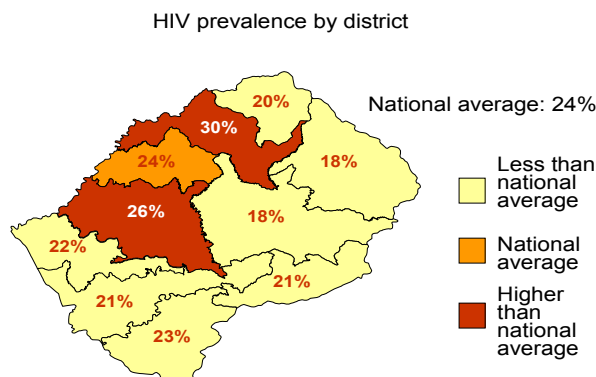 HIV prevalence by district
National average: 24%
20%
30%
24%
18%
26%
18%
22%
21%
21%
23%
Less than
national
average
National
average
Higher
than
national
average